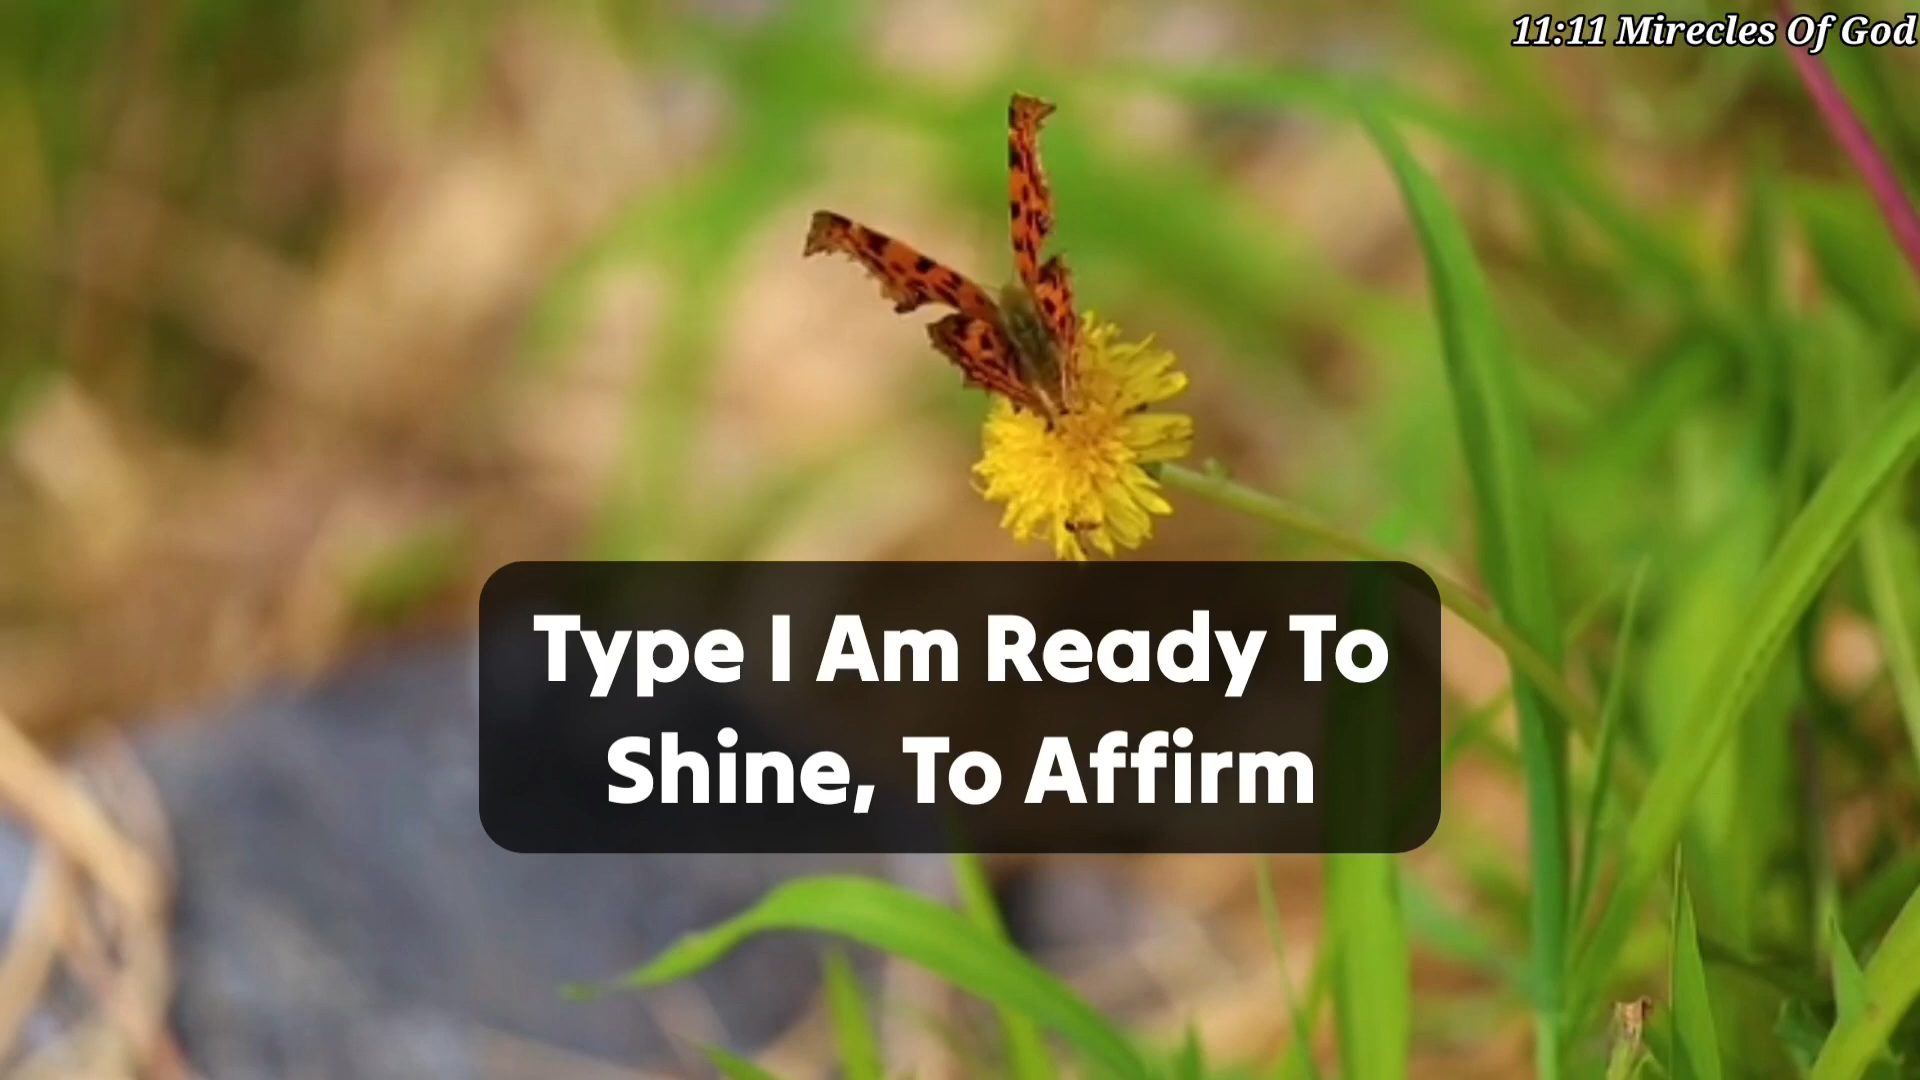 11:11 Mirecles Of God
Type I Am Ready To
Shine, To Affirm